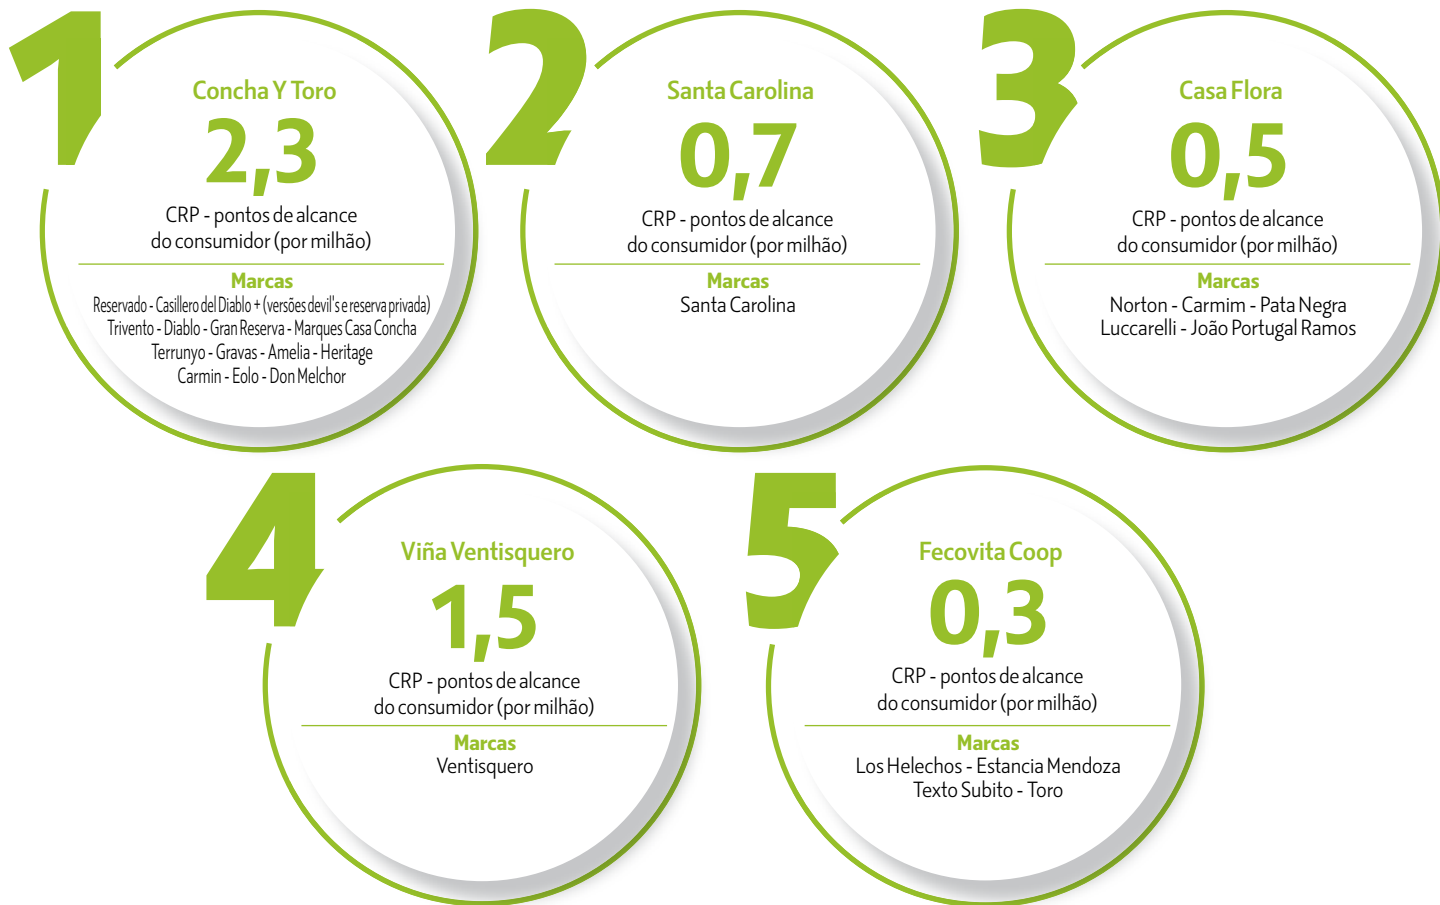 1
Concha Y Toro
2,3
CRP - pontos de alcance
do consumidor (por milhão)
Marcas
Reservado - Casillero del Diablo + (versões devil's e reserva privada)
Trivento - Diablo - Gran Reserva - Marques Casa Concha
Terrunyo - Gravas - Amelia - Heritage
Carmin - Eolo - Don Melchor
2
Santa Carolina
0,7
CRP - pontos de alcance
do consumidor (por milhão)
Marcas
Santa Carolina
3
Casa Flora
0,5
CRP - pontos de alcance
do consumidor (por milhão)
Marcas
Norton - Carmim - Pata Negra
Luccarelli - João Portugal Ramos
4
Viña Ventisquero
1,5
CRP - pontos de alcance
do consumidor (por milhão)
Marcas
Ventisquero
5
Fecovita Coop
0,3
CRP - pontos de alcance
do consumidor (por milhão)
Marcas
Los Helechos - Estancia Mendoza
Texto Subito - Toro